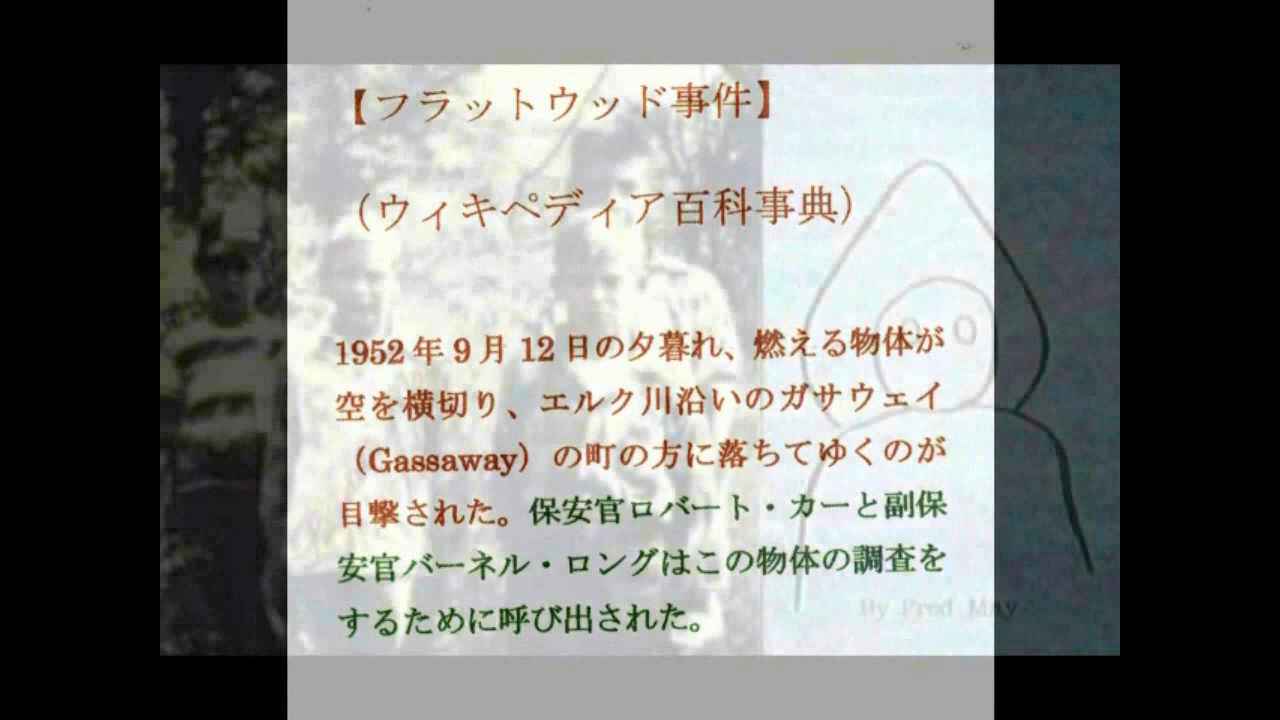 【フラットウッド事件】
（ウィキペディア百科事典）
1952年9月12日の夕暮れ、燃える物体が
空を横切り、エルク川沿いのガサウェイ
（Gassaway）の町の方に落ちてゆくのが
目撃された。保安官ロバート・カーと副保
安官バーネル・ロングはこの物体の調査を
するために呼び出された。
By Fred May